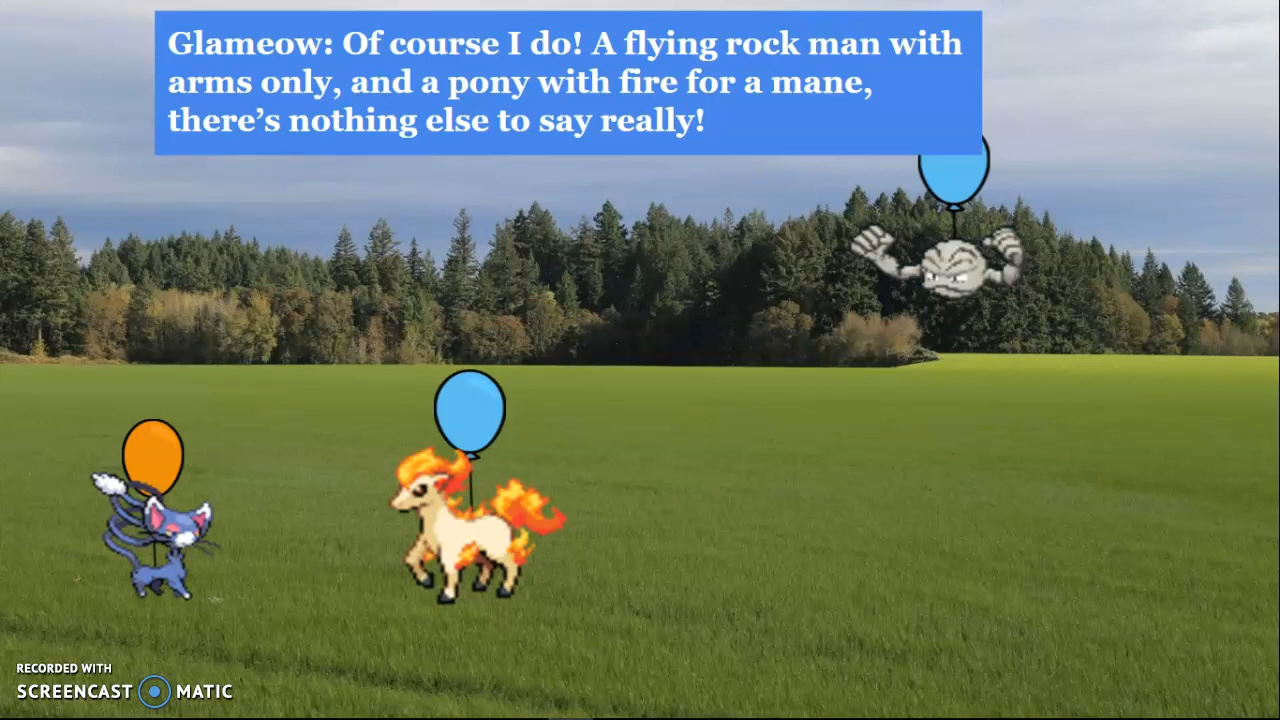 Glameow: Of course I do! A flying rock man with
arms only, and a pony with fire for a mane,
there’s nothing else to say really!
RECORDED WITH
SCREENCAST MATIC